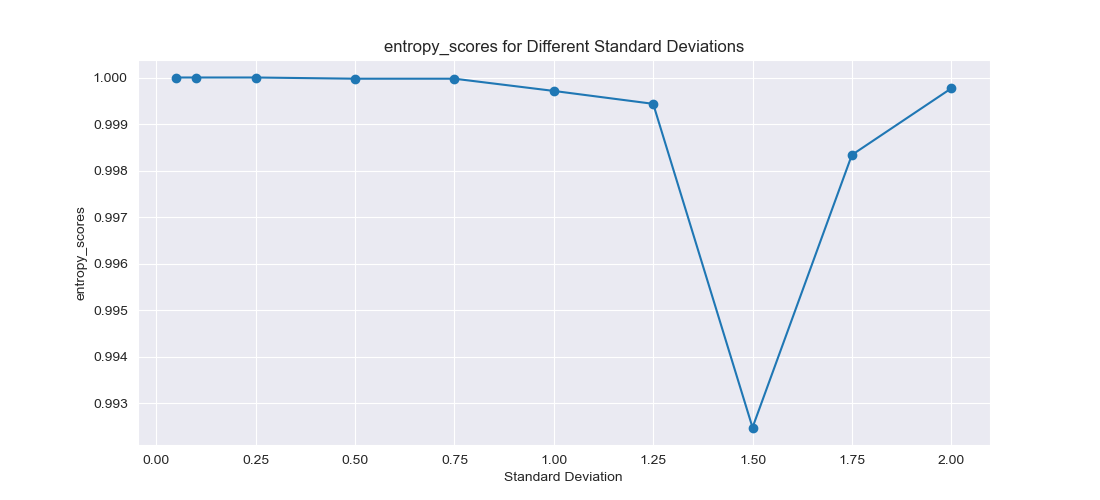 entropy_scores for Different Standard Deviations
1.000
0.999
0.998
0.997
0.996
0.995
0.994
0.993
entropy_scores
0.00 0.25 0.50 0.75 1.00 1.25 1.50 1.75 2.00
Standard Deviation